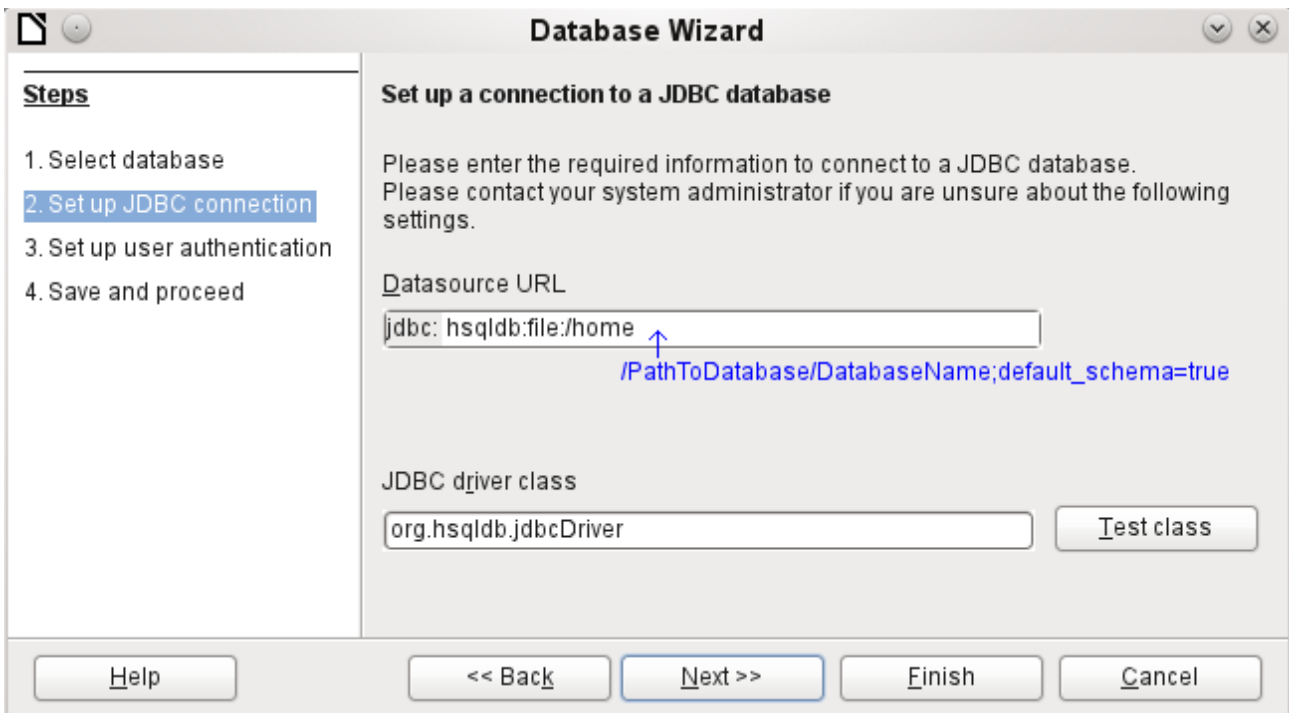 Database Wizard
Steps
1. Select database
2. Set up JDBC connection
3. Set up user authentication
4. Save and proceed
Set up a connection to a JDBC database
Please enter the required information to connect to a JDBC database.
Please contact your system administrator if you are unsure about the following
settings.
Datasource URL
jdbc: hsqldb:file:/home
/PathToDatabase/DatabaseName;default_schema=true
JDBC driver class
org.hsqldb.jdbcDriver
Test class
Help
<< Back
Next >>
Finish
Cancel